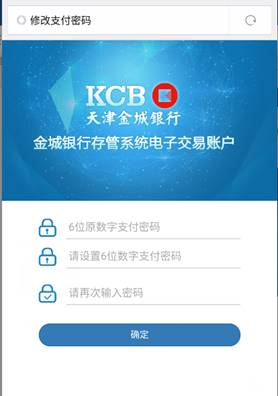 修改支付密码
KCB
天津金城银行
金城银行存管系统电子交易账户
6位原数字支付密码
请设置6位数字支付密码
请再次输入密码
确定